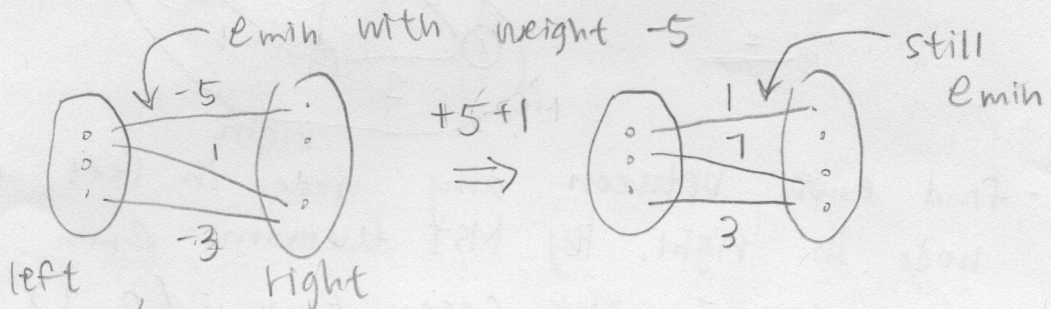 emin with weight -5
still
emin
-5
1
-3
+5+1
⇒
1
7
3
left
right